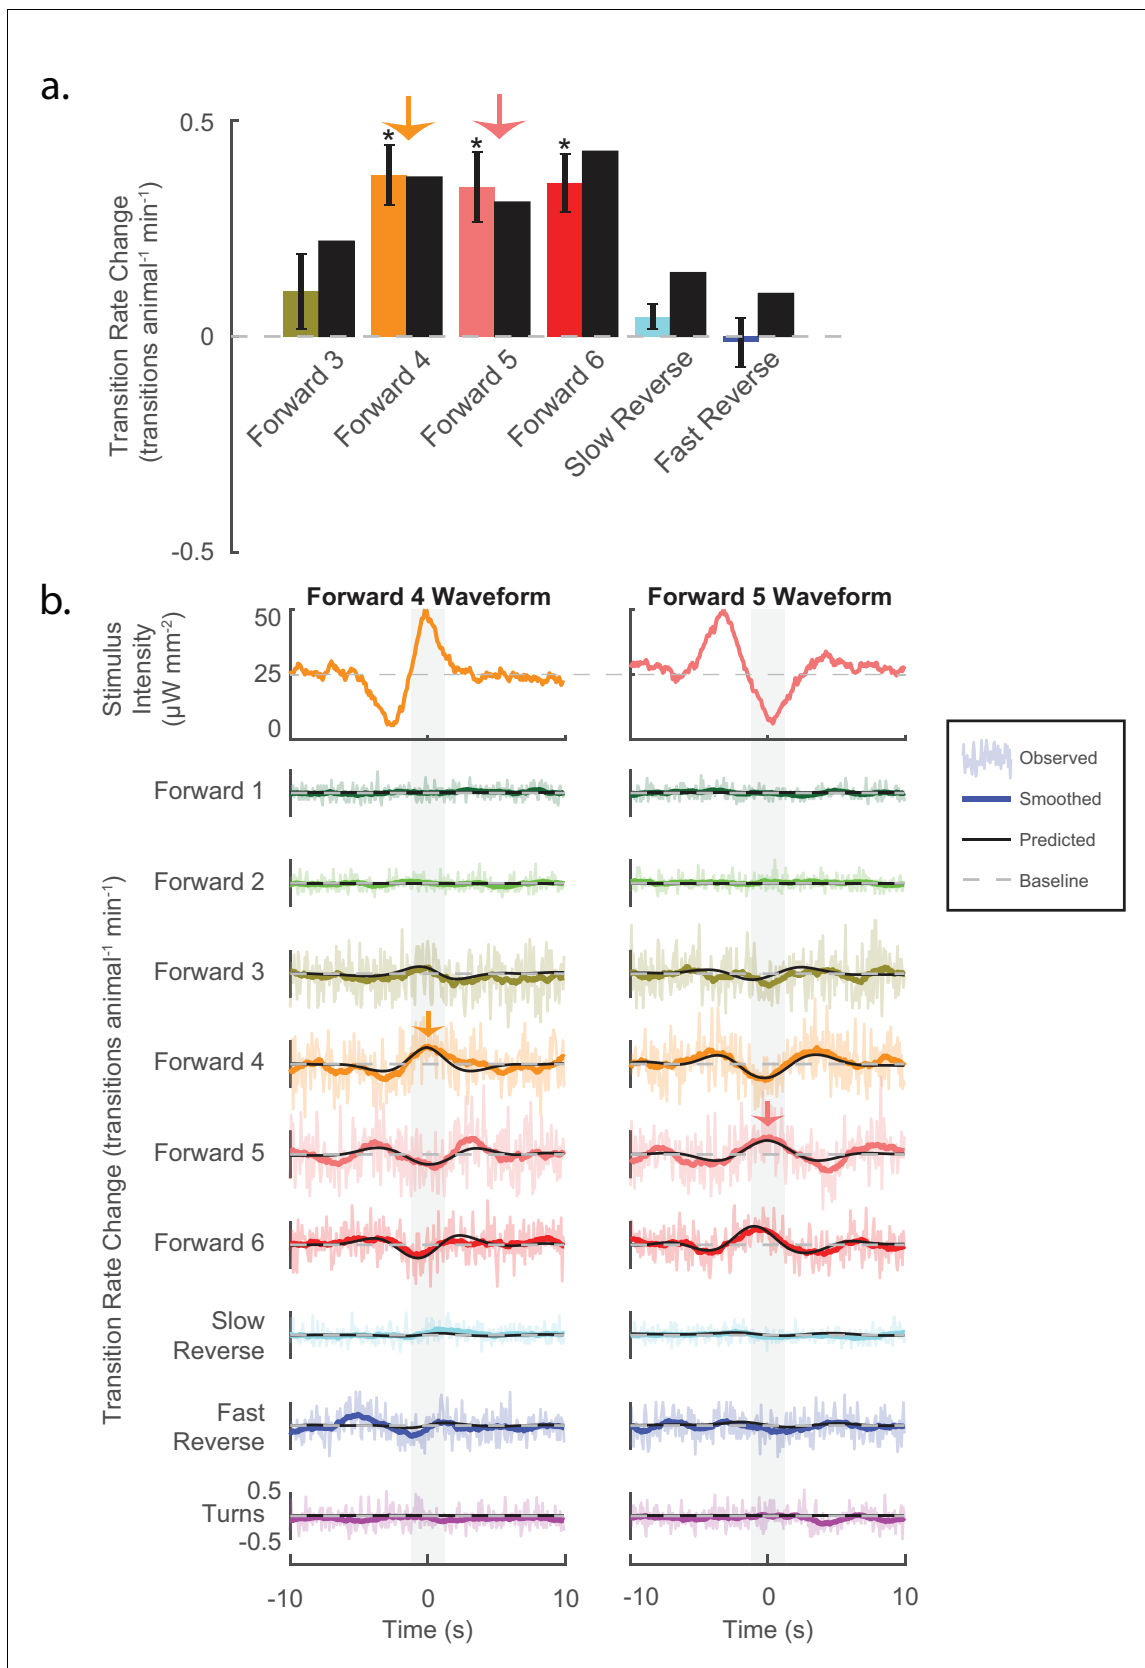 a.
0.5
0
-0.5
Transition Rate Change
(transitions animal⁻¹ min⁻¹)
* * *
Forward 3
Forward 4
Forward 5
Forward 6
Slow Reverse
Fast Reverse
b.
Forward 4 Waveform
Forward 5 Waveform
Stimulus
Intensity
(µW mm⁻²)
50
25
0
Observed
Smoothed
Predicted
Baseline
Transition Rate Change (transitions animal⁻¹ min⁻¹)
Forward 1
Forward 2
Forward 3
Forward 4
Forward 5
Forward 6
Slow
Reverse
Fast
Reverse
Turns
0.5
-0.5
-10 0 10
-10 0 10
Time (s)
Time (s)